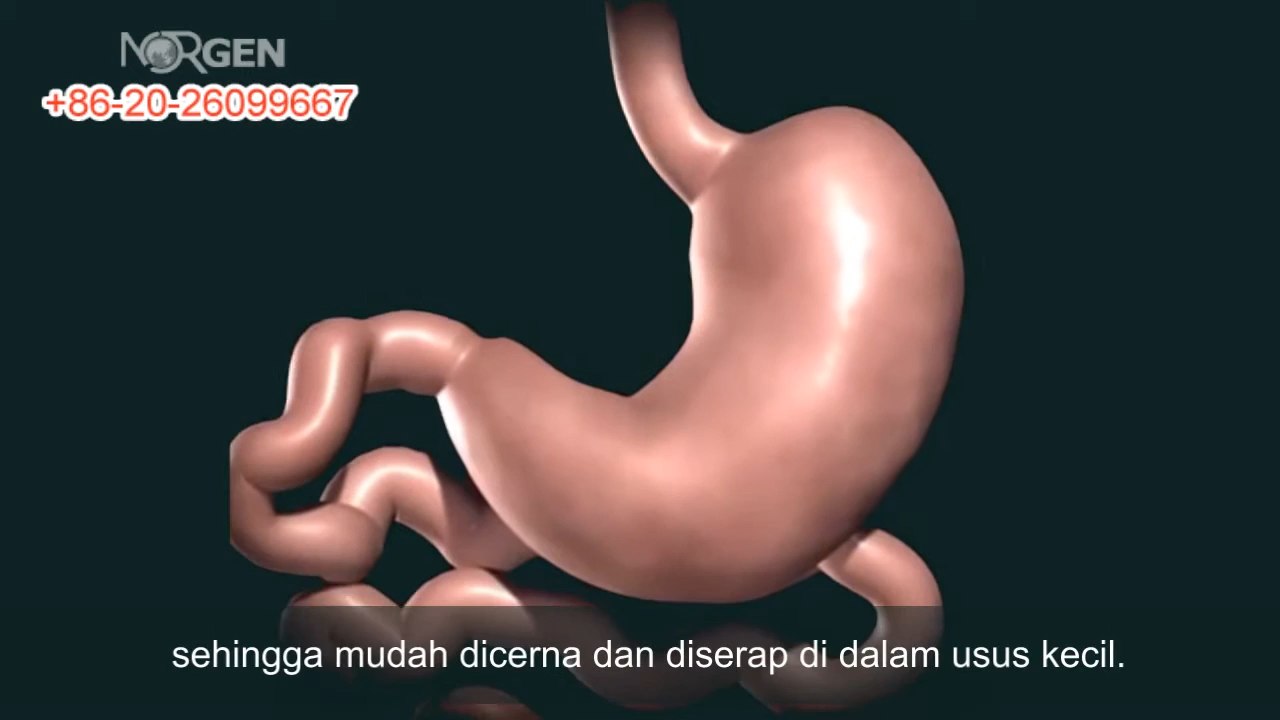 NORGEN
+86-20-26099667
sehingga mudah dicerna dan diserap di dalam usus kecil.